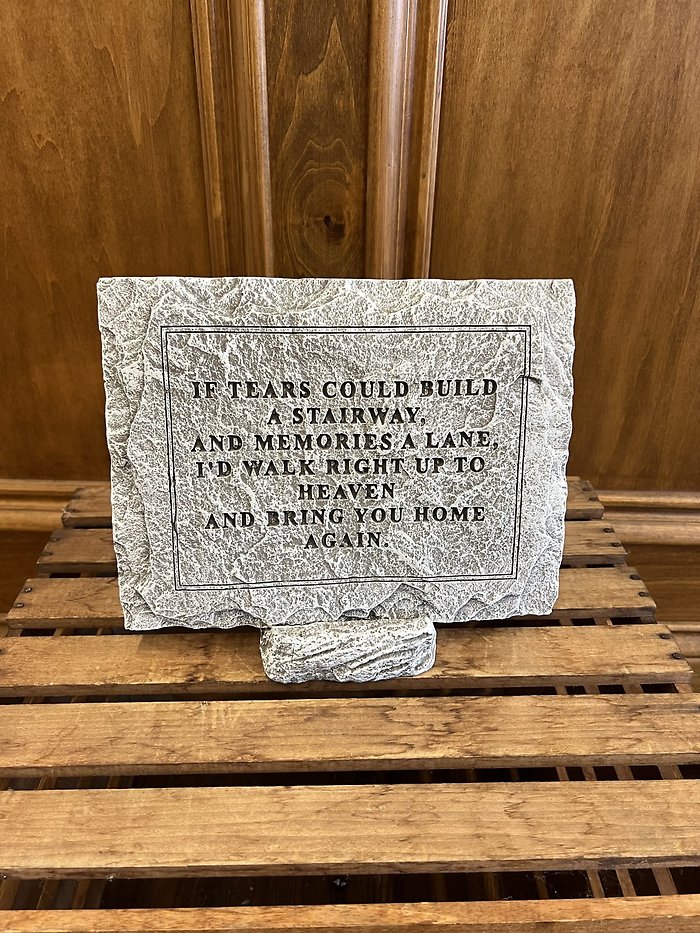 IF TEARS COULD BUILD
A STAIRWAY,
AND MEMORIES A LANE,
I'D WALK RIGHT UP TO
HEAVEN
AND BRING YOU HOME
AGAIN.